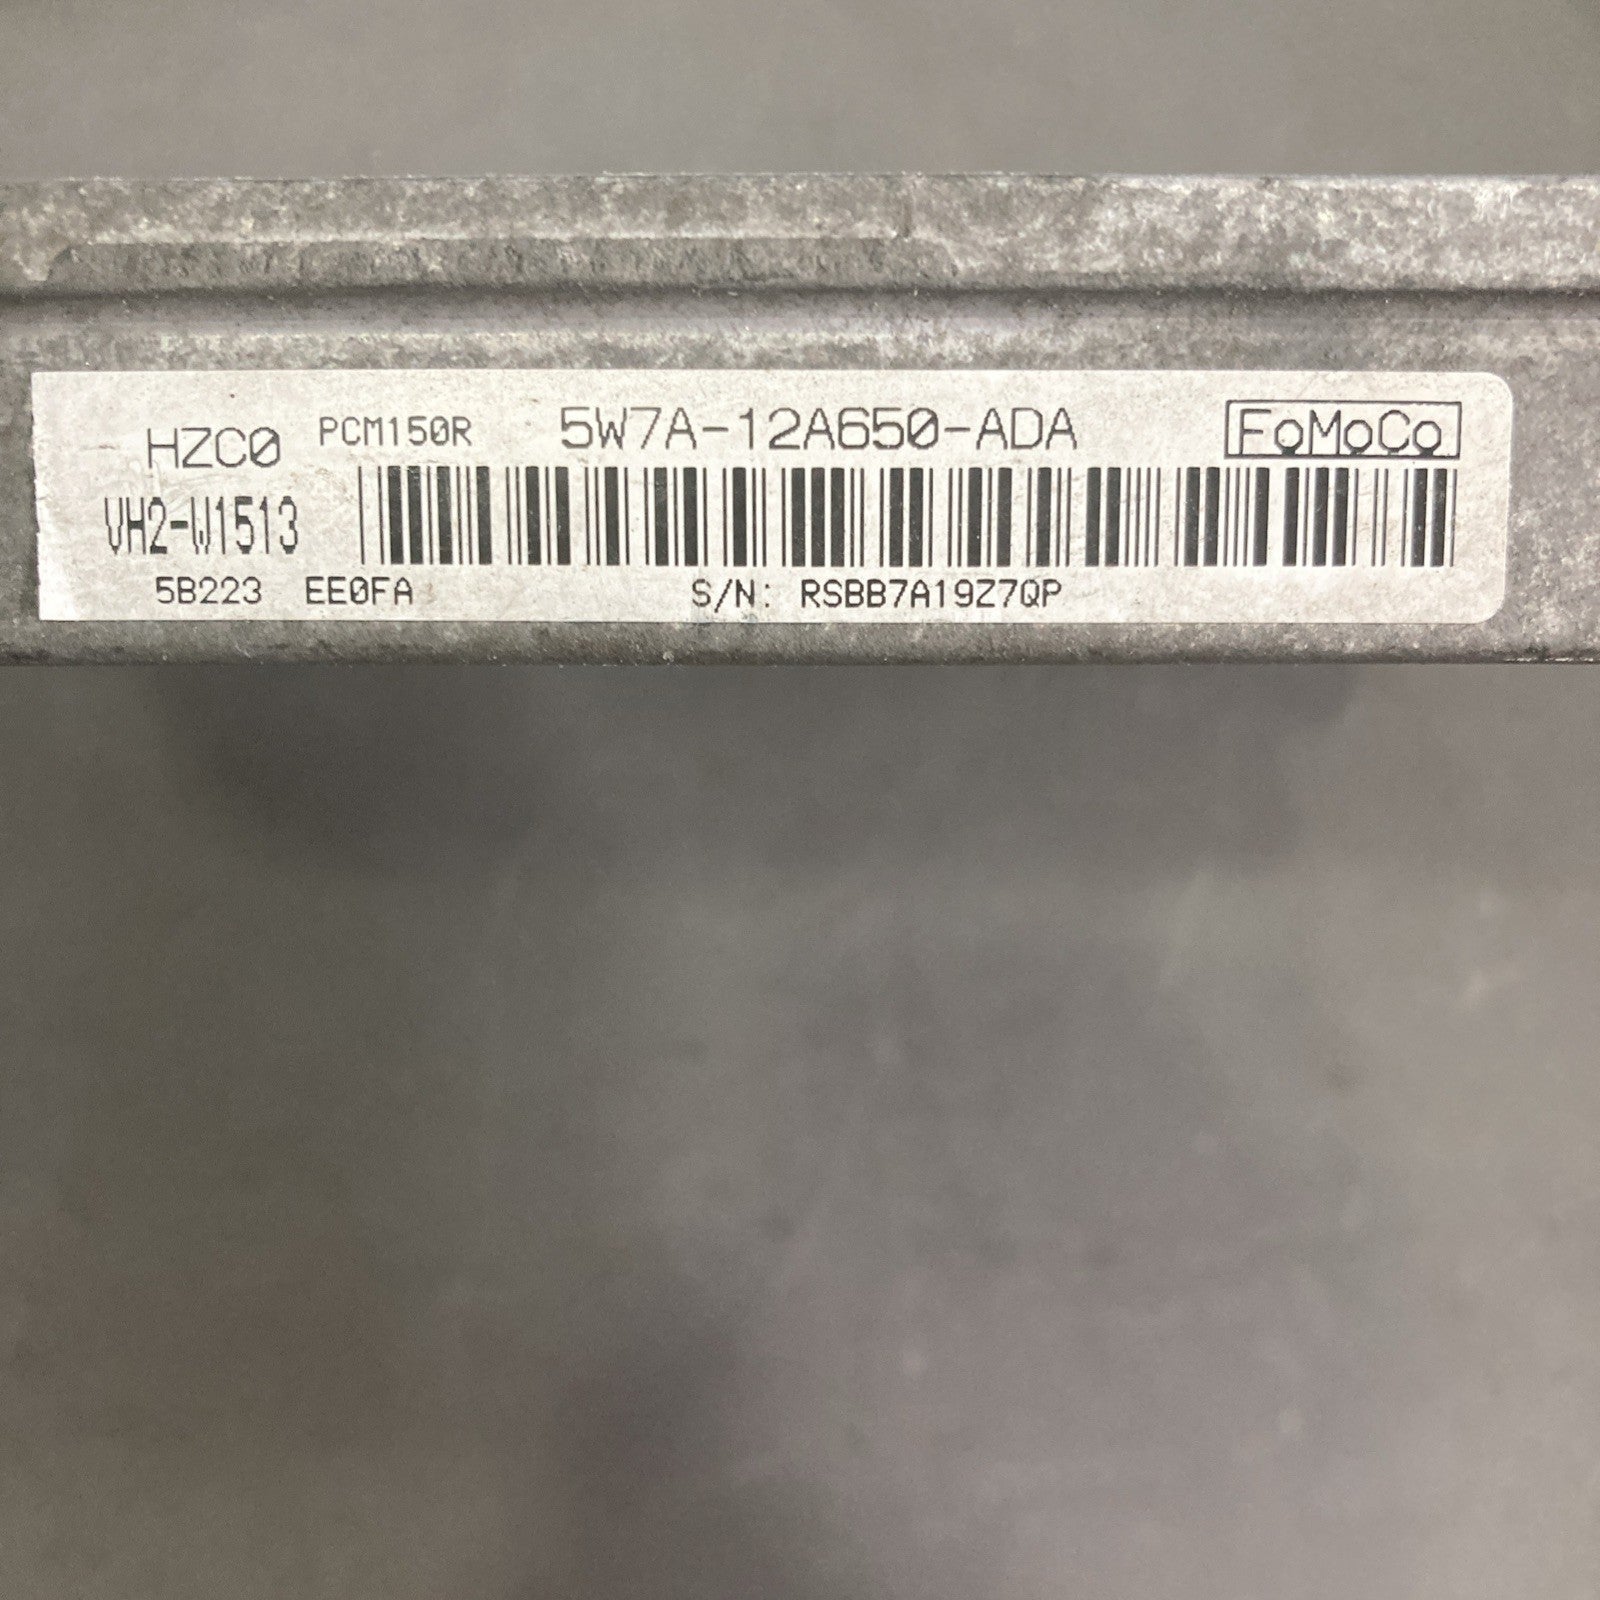 HZC0 PCM150R 5W7A-12A650-ADA FoMoCo
VH2-W1513
5B223 EE0FA S/N: RSBB7A19Z7QP